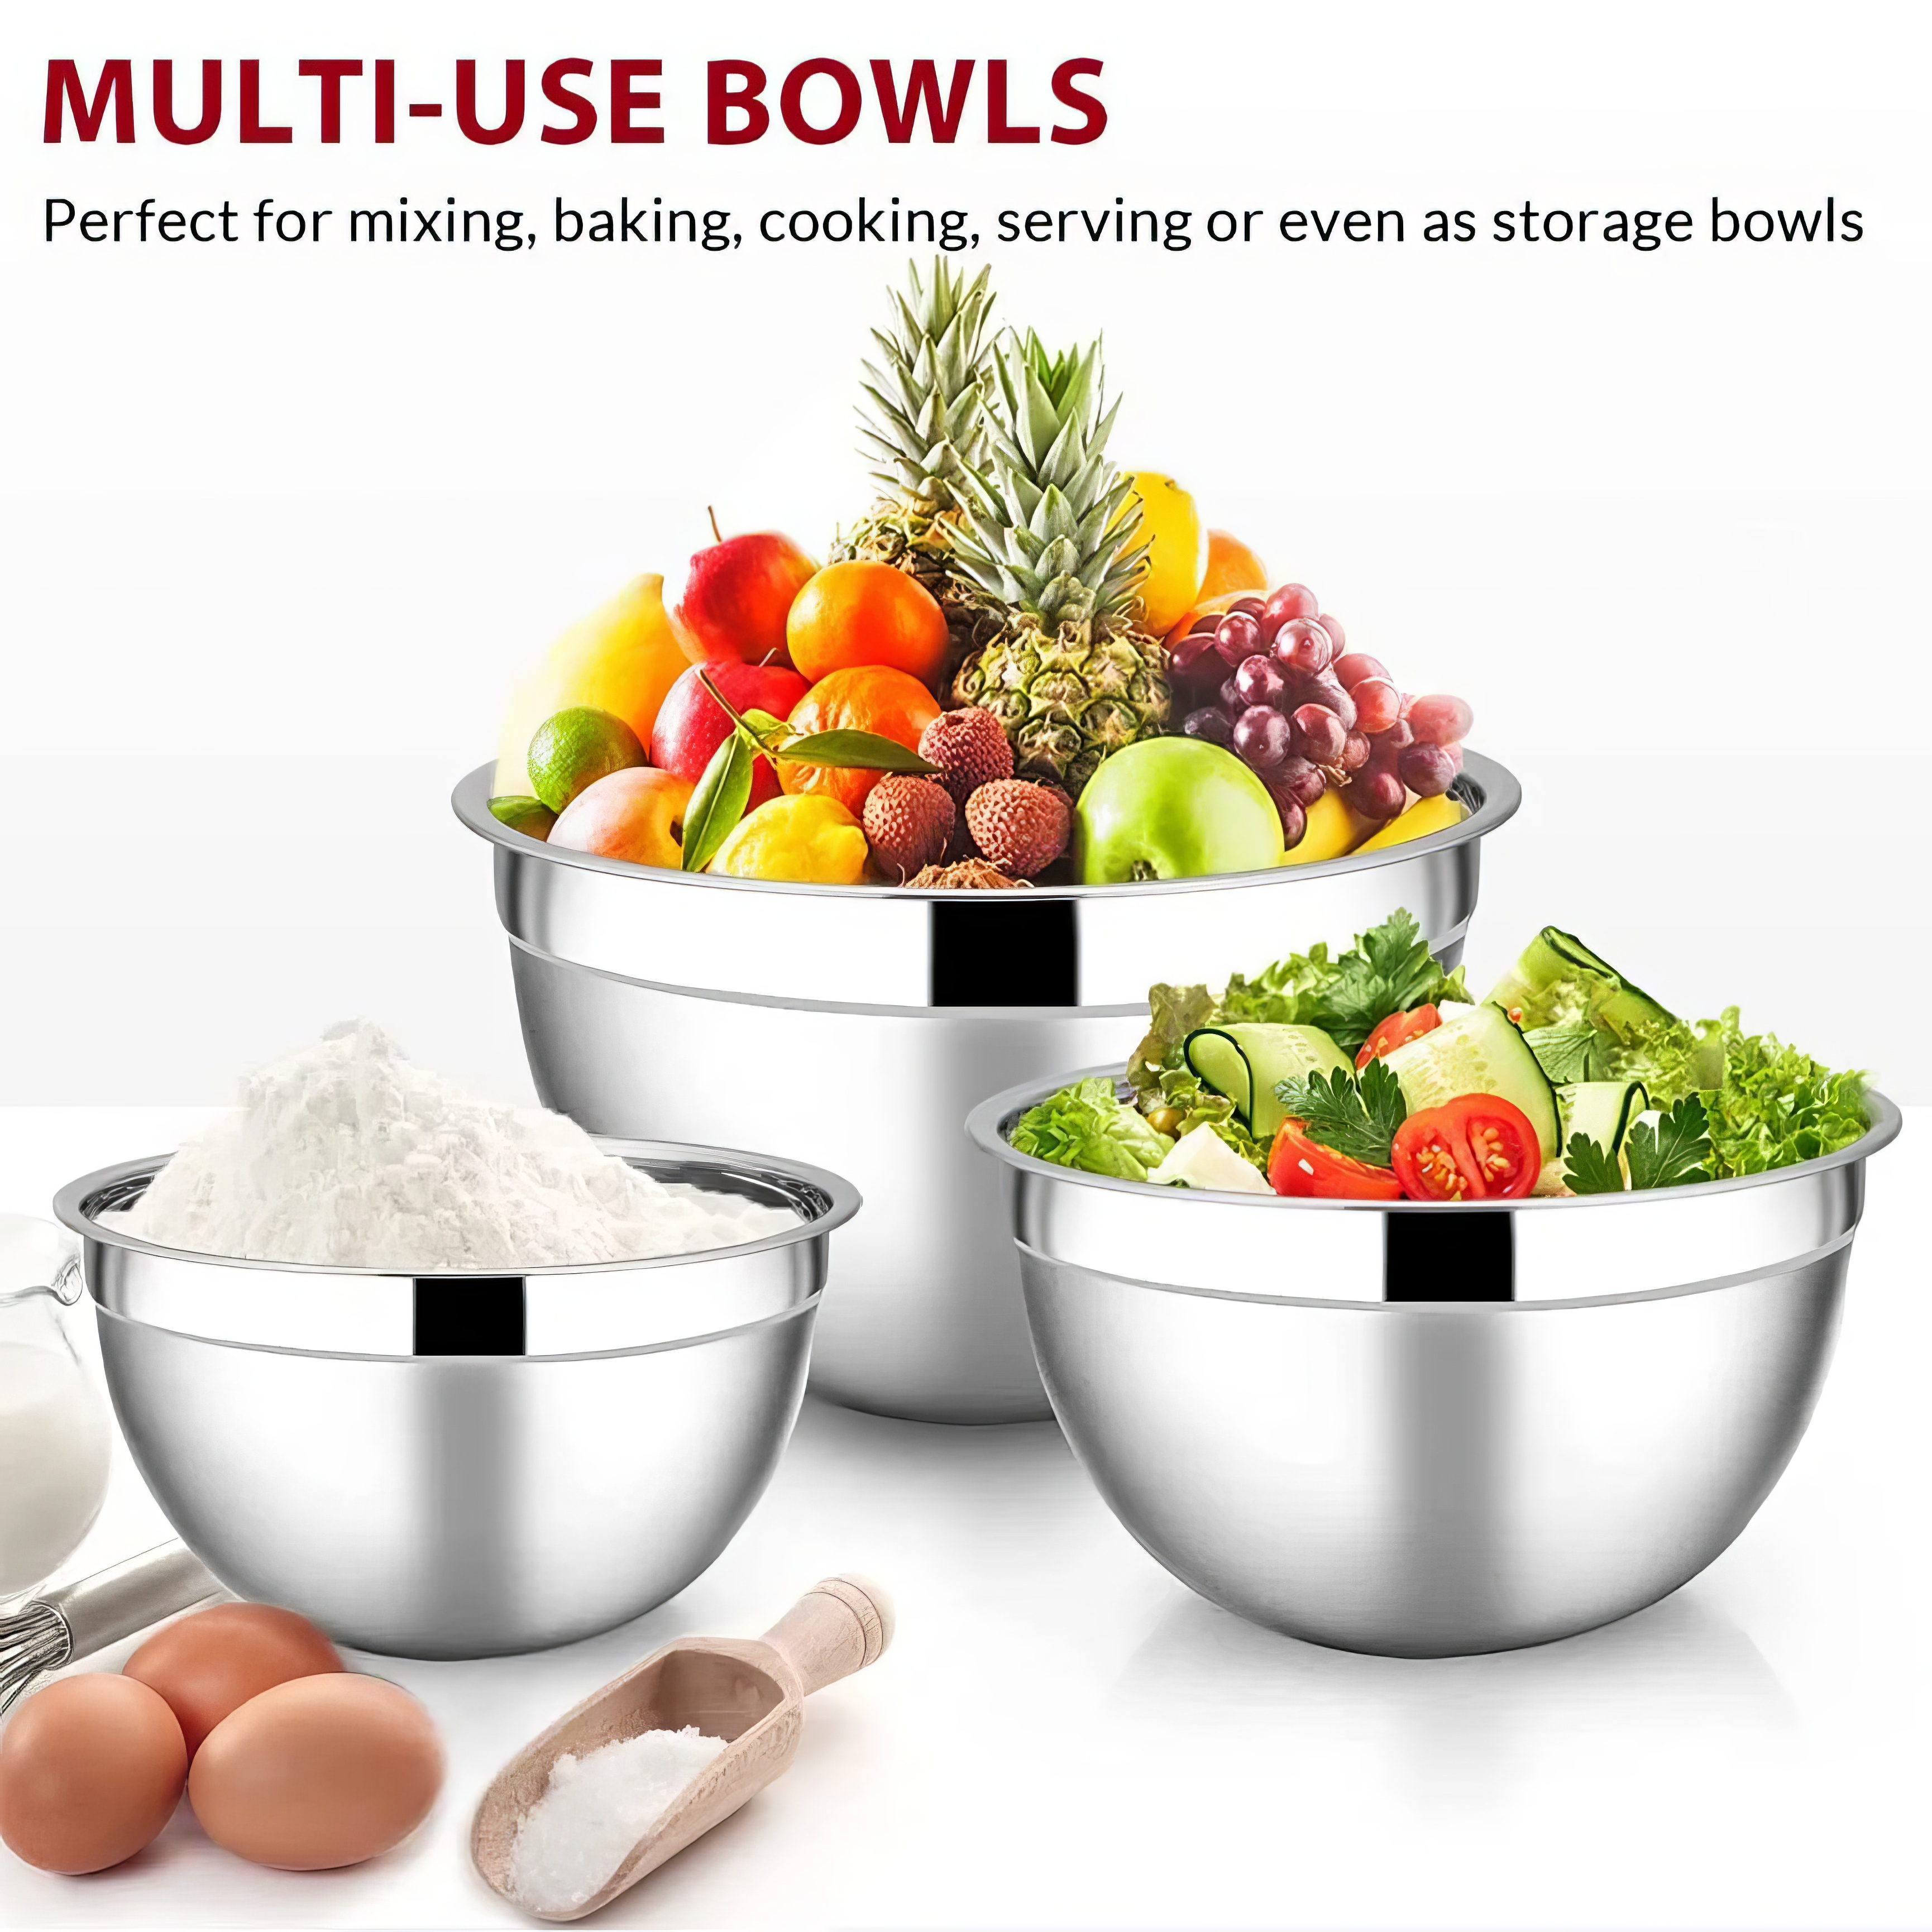 MULTI-USE BOWLS
Perfect for mixing, baking, cooking, serving or even as storage bowls